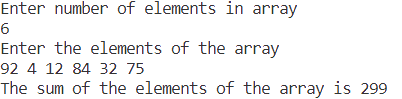 Enter number of elements in array
6
Enter the elements of the array
92 4 12 84 32 75
The sum of the elements of the array is 299